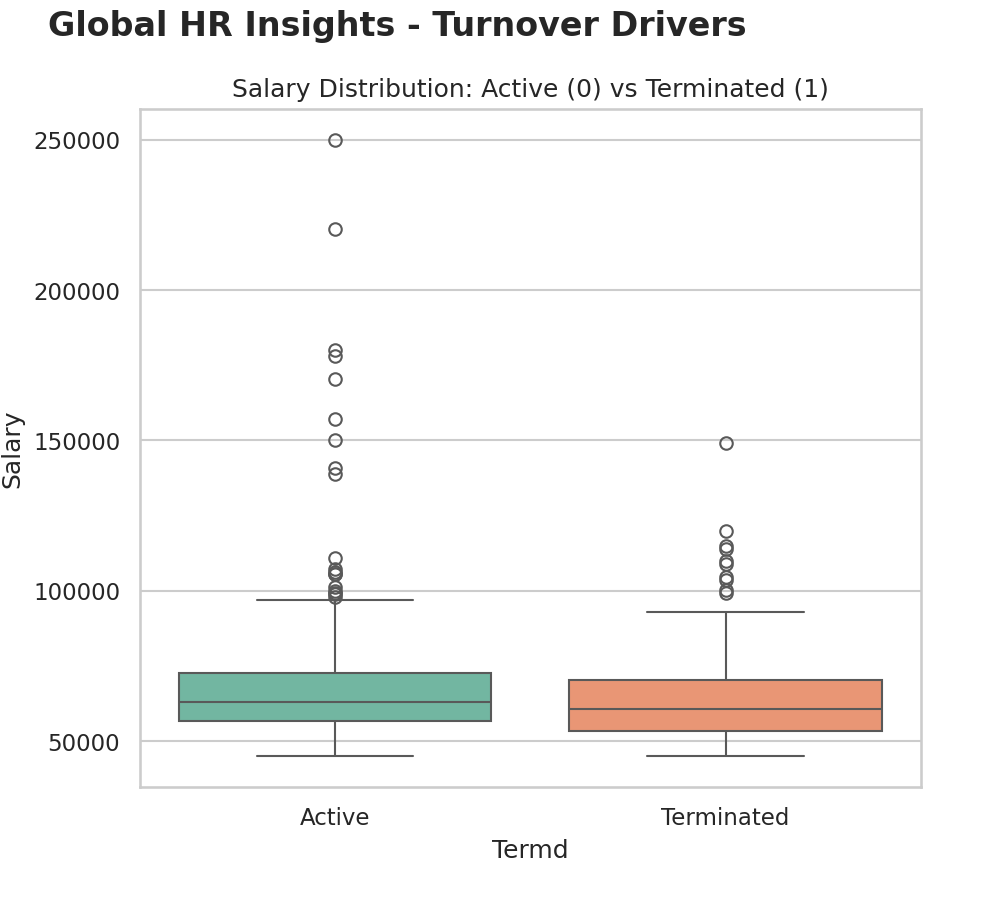 Global HR Insights - Turnover Drivers
Salary Distribution: Active (0) vs Terminated (1)
250000
200000
150000
100000
50000
Salary
Active
Terminated
Termd